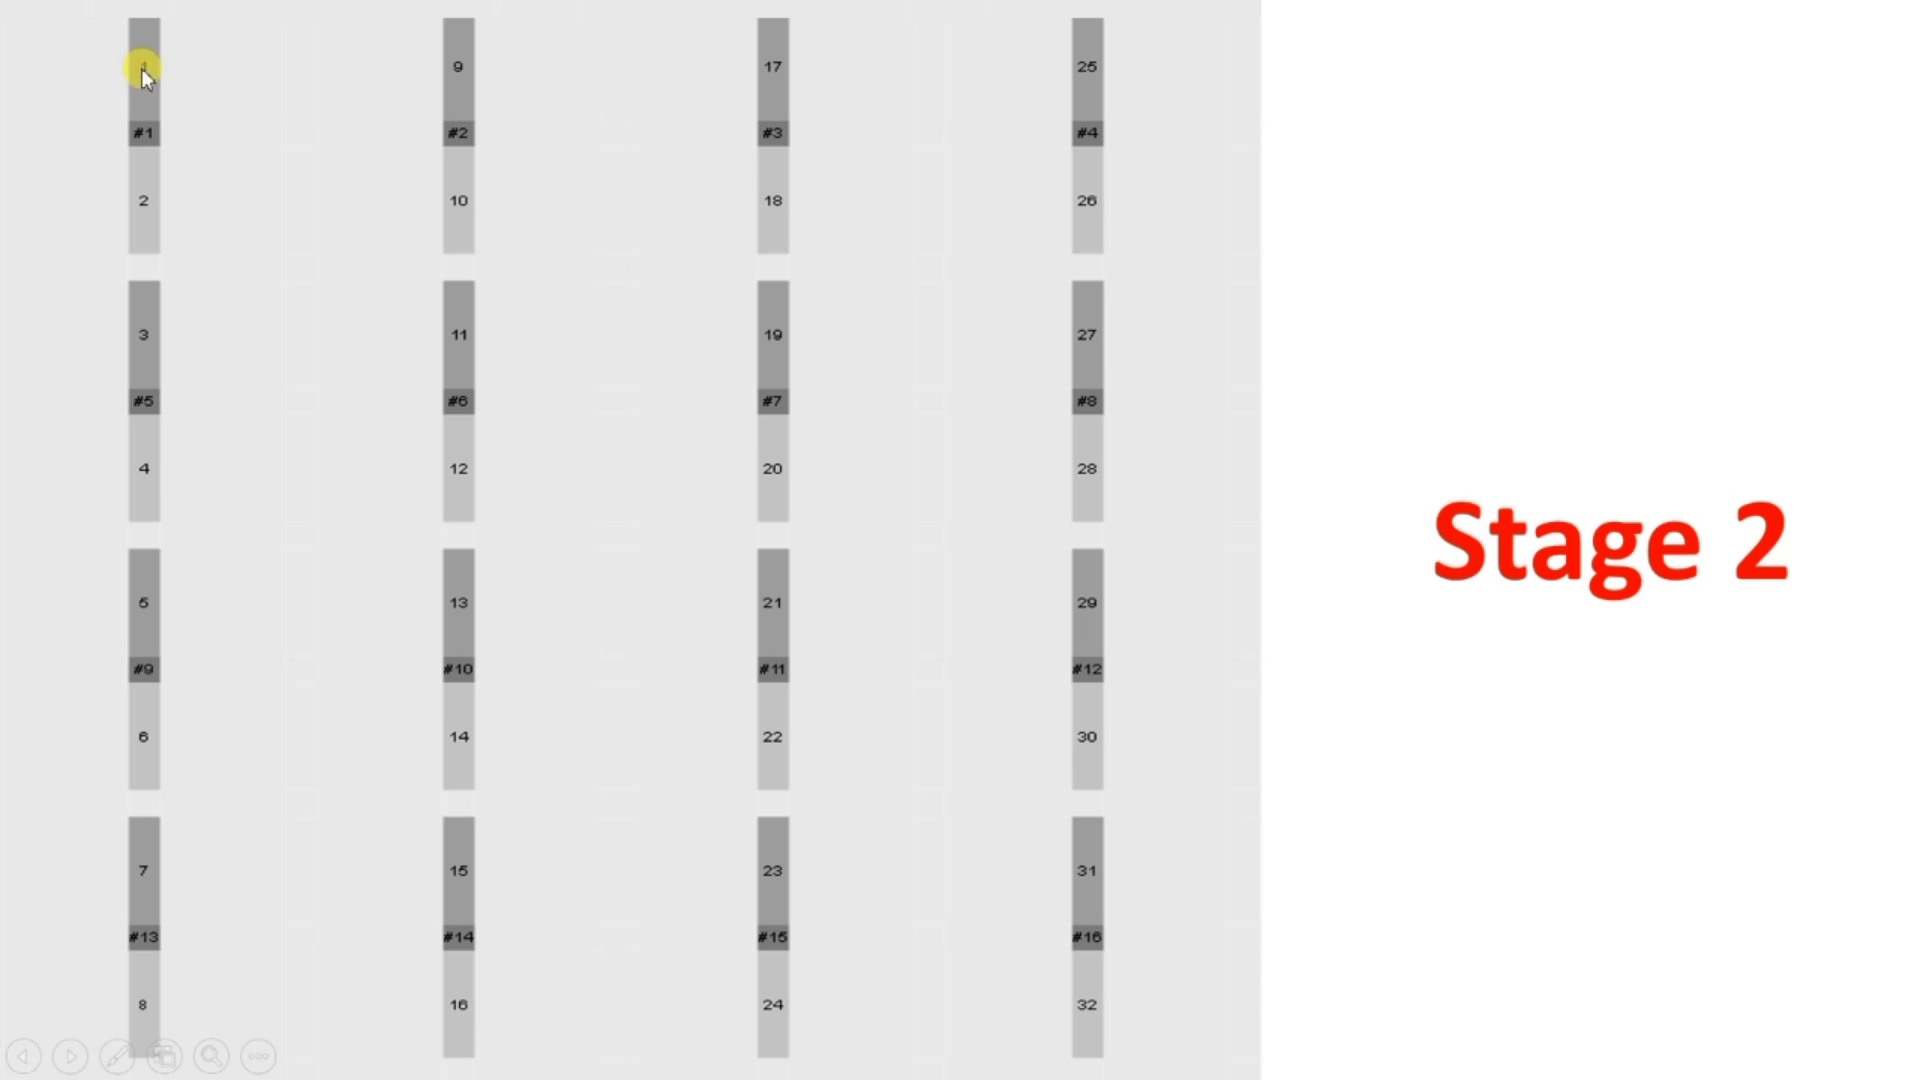 1 9 17 25
#1 #2 #3 #4
2 10 18 26
3 11 19 27
#5 #6 #7 #8
4 12 20 28
Stage 2
5 13 21 29
#9 #10 #11 #12
6 14 22 30
7 15 23 31
#13 #14 #15 #16
8 16 24 32